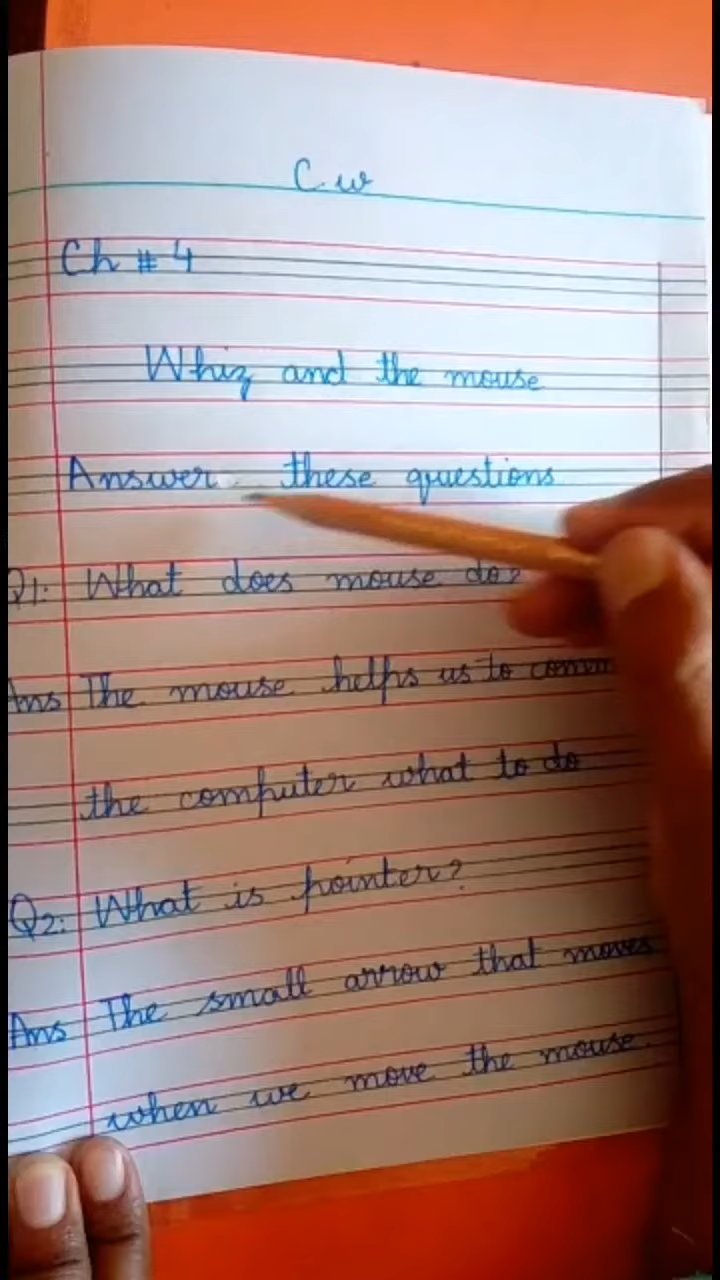 C.w
Ch # 4
Whiz and the mouse
Answer these questions
Q1: What does mouse do?
Ans The mouse helps us to
the computer what to do
Q2: What is pointer?
Ans The small arrow that moves
when we move the mouse.